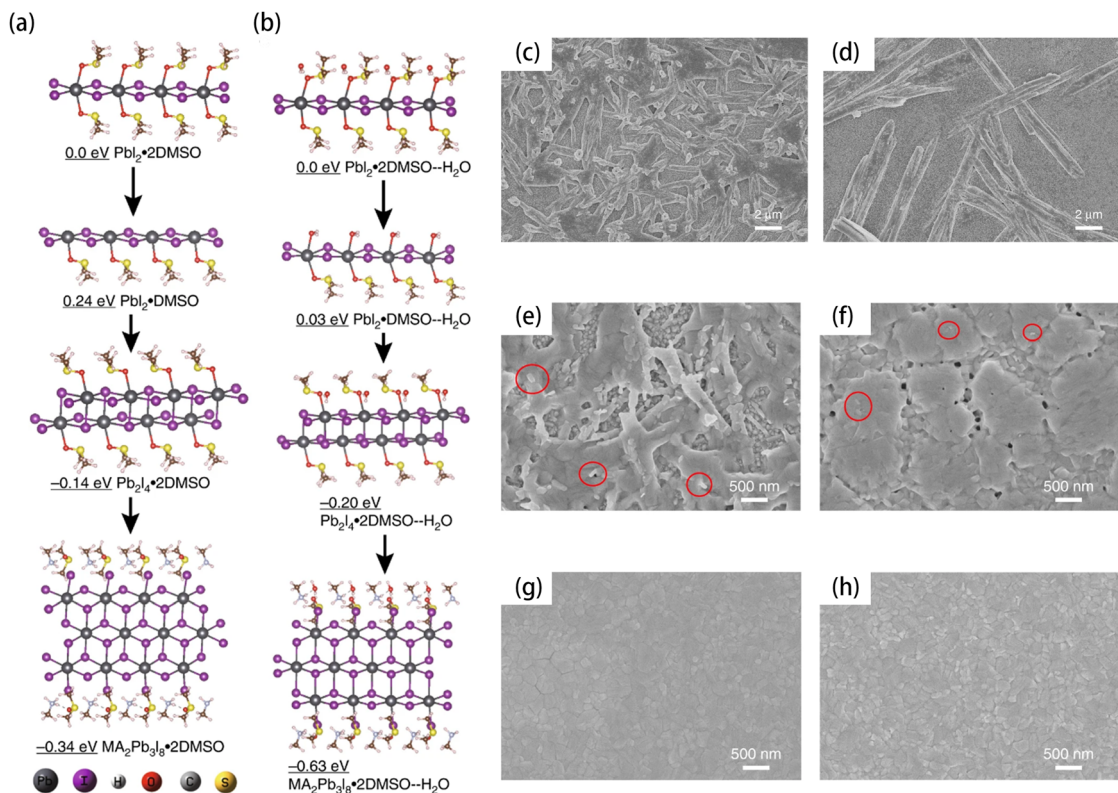 (a)
0.0 eV PbI₂•2DMSO
0.24 eV PbI₂•DMSO
−0.14 eV Pb₂I₄•2DMSO
−0.34 eV MA₂Pb₃I₈•2DMSO
Pb I H O C S
(b)
0.0 eV PbI₂•2DMSO--H₂O
0.03 eV PbI₂•DMSO--H₂O
−0.20 eV
Pb₂I₄•2DMSO--H₂O
−0.63 eV
MA₂Pb₃I₈•2DMSO--H₂O
(c)
2 μm
(d)
2 μm
(e)
500 nm
(f)
500 nm
(g)
500 nm
(h)
500 nm